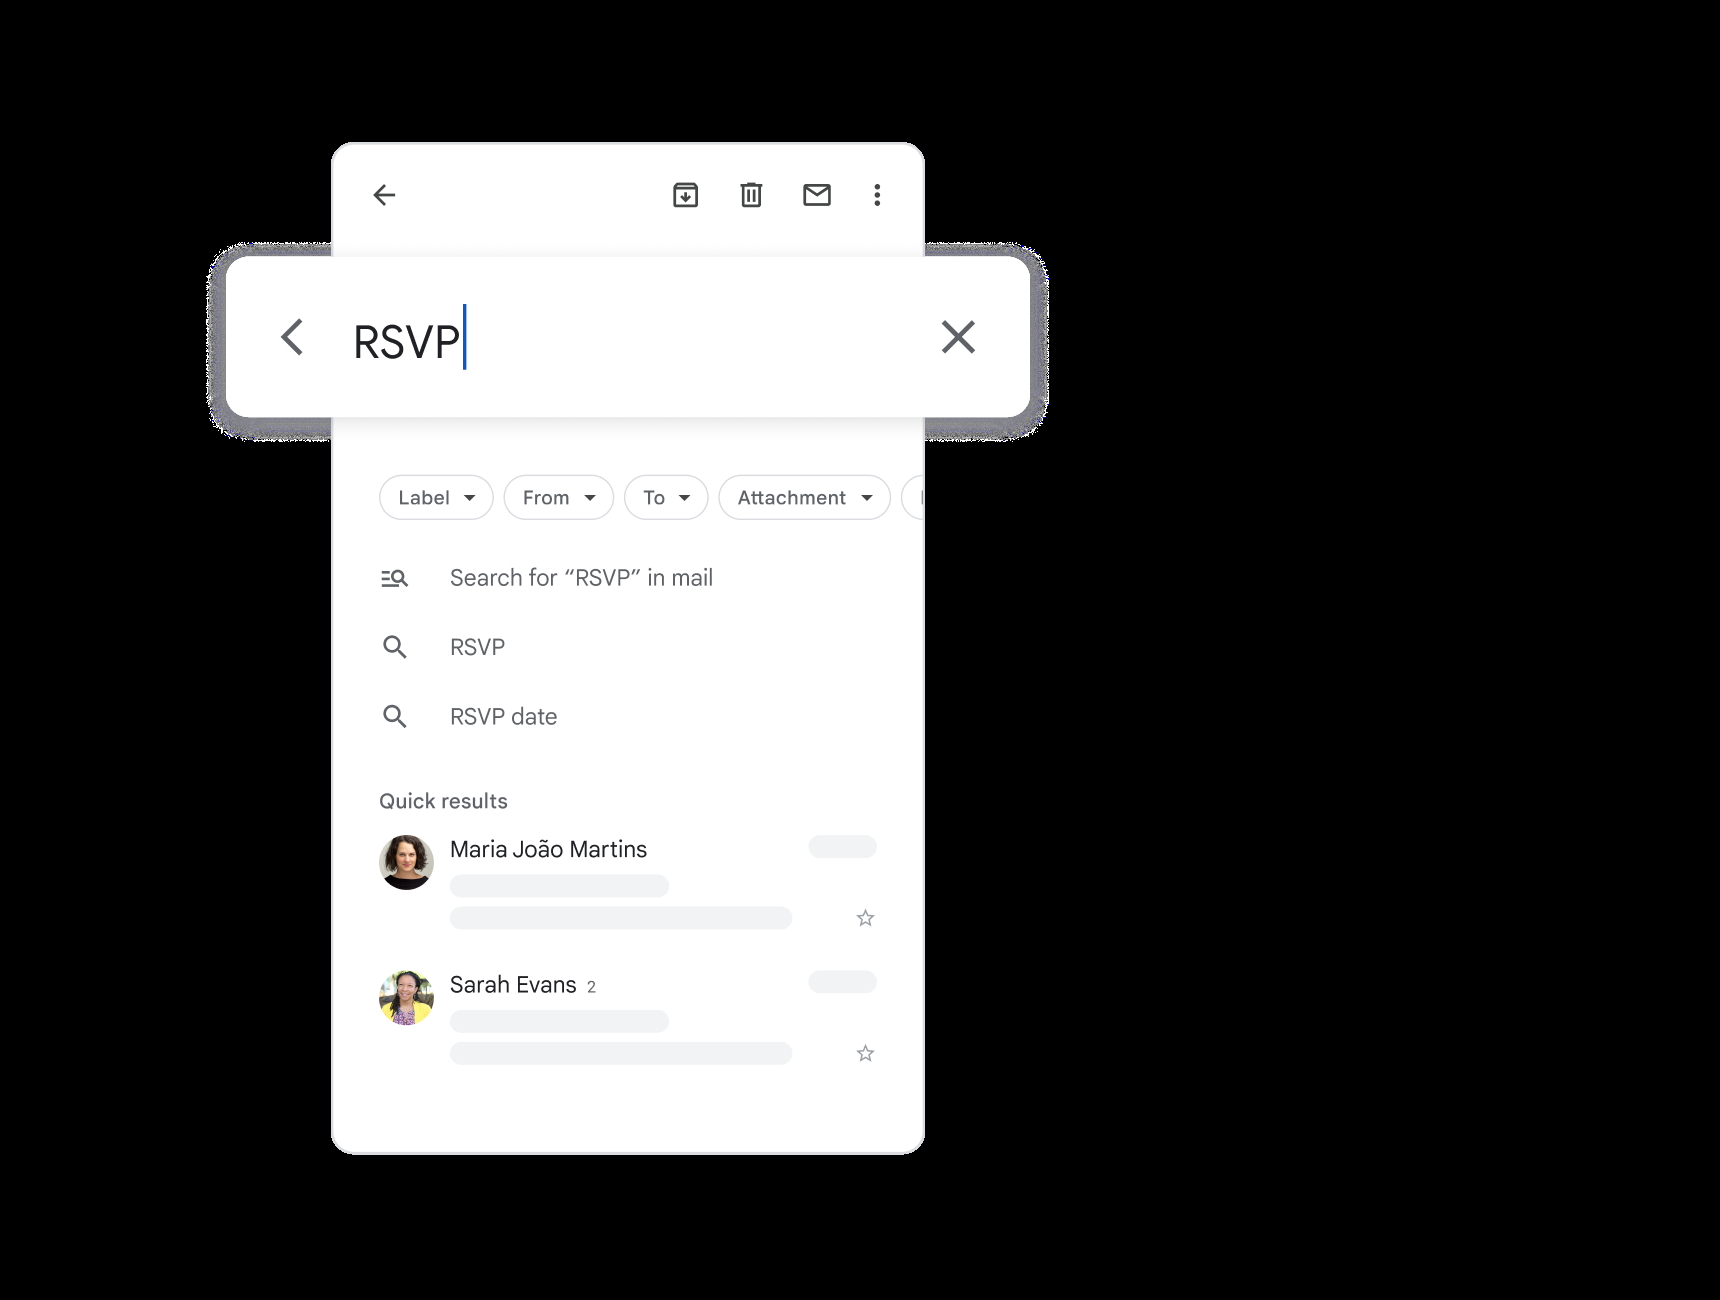 RSVP
Label From To Attachment
Search for “RSVP” in mail
RSVP
RSVP date
Quick results
Maria João Martins
Sarah Evans 2